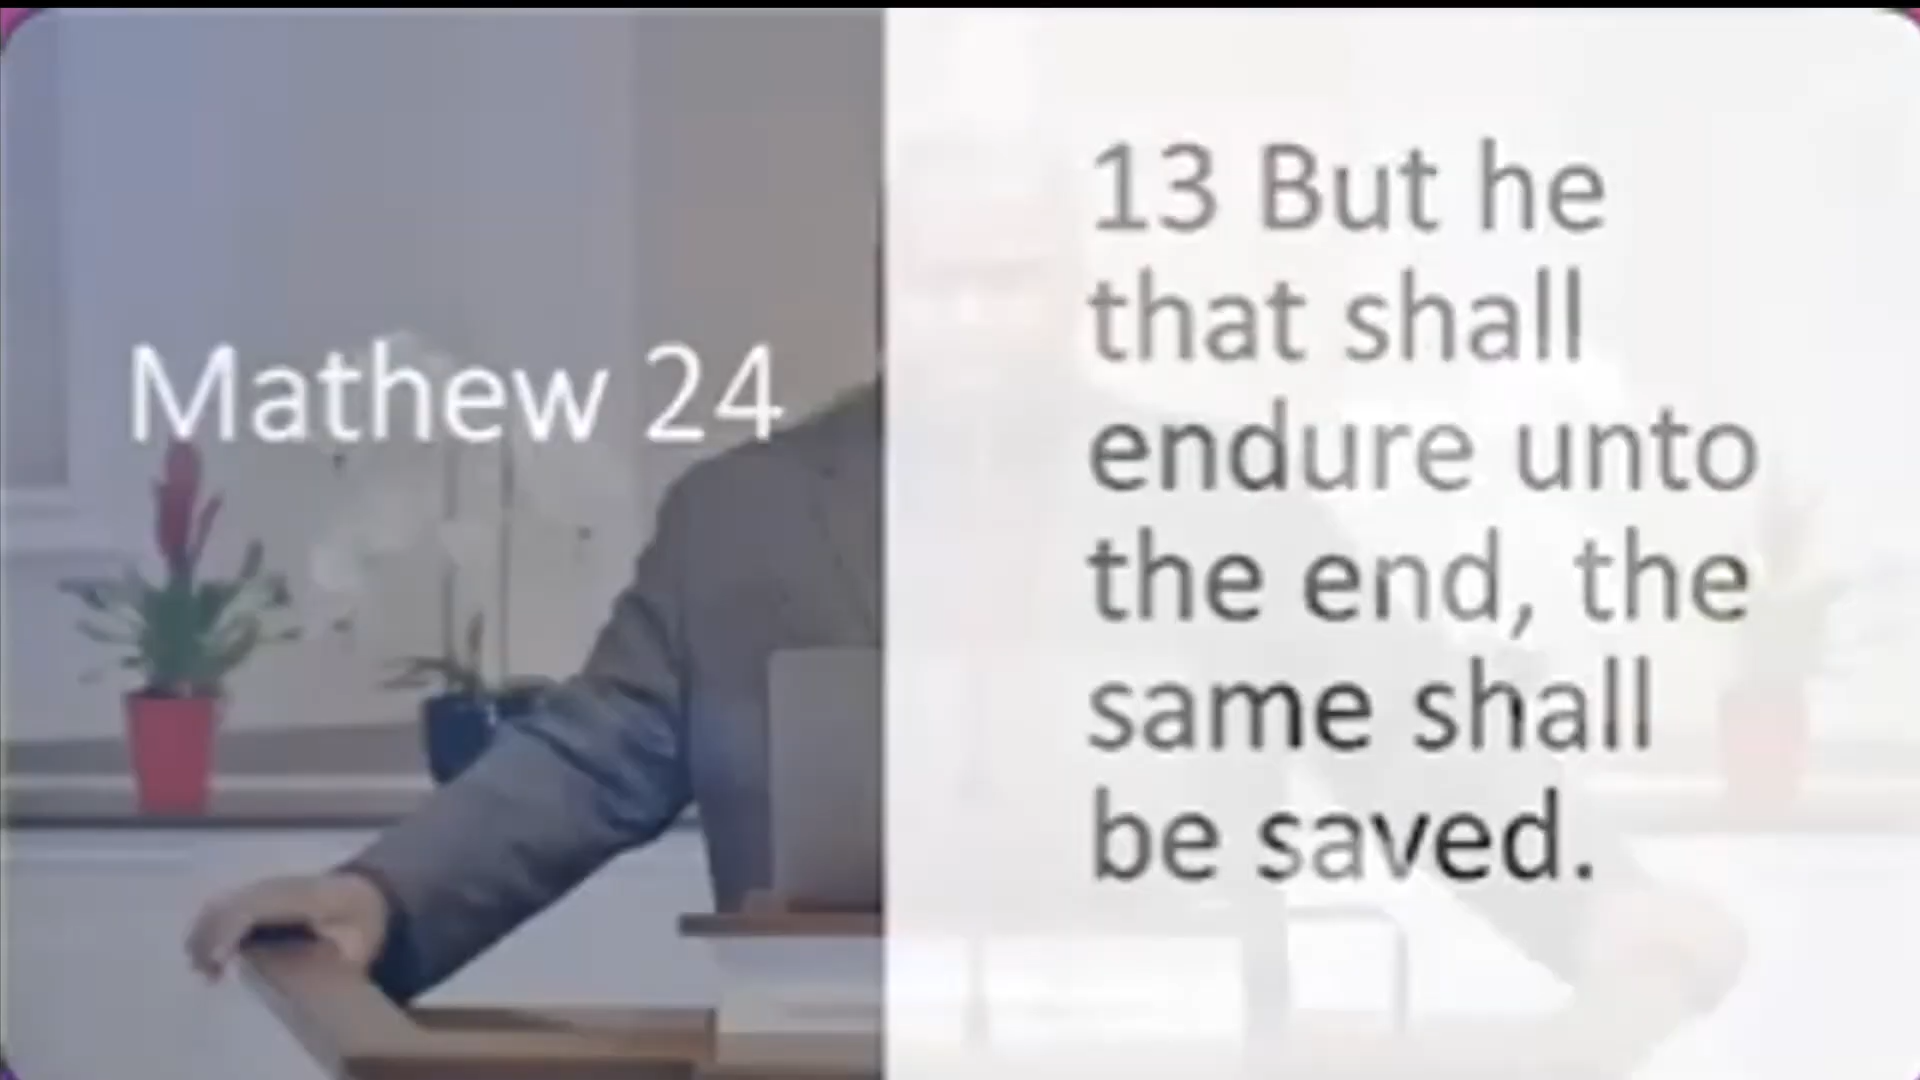 Mathew 24
13 But he
that shall
endure unto
the end, the
same shall
be saved.